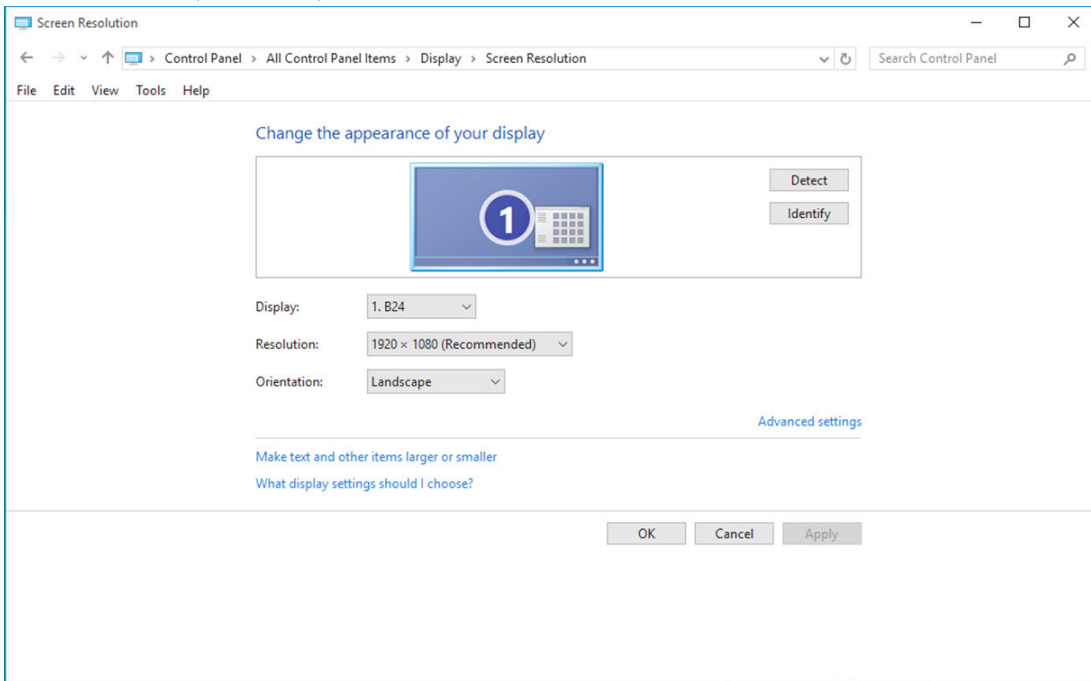 Screen Resolution
Control Panel > All Control Panel Items > Display > Screen Resolution
Search Control Panel
File Edit View Tools Help
Change the appearance of your display
1
Detect
Identify
Display: 1. B24
Resolution: 1920 × 1080 (Recommended)
Orientation: Landscape
Advanced settings
Make text and other items larger or smaller
What display settings should I choose?
OK Cancel Apply